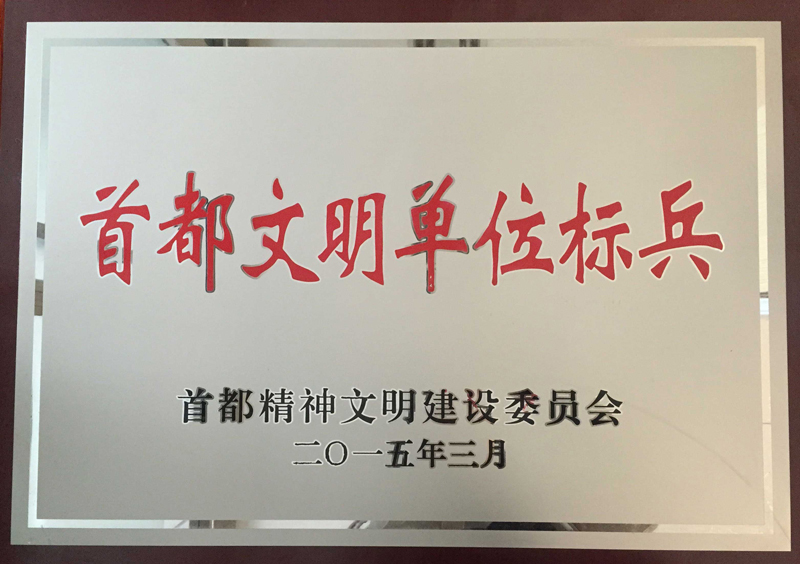 首都文明单位标兵
首都精神文明建设委员会
二〇一五年三月